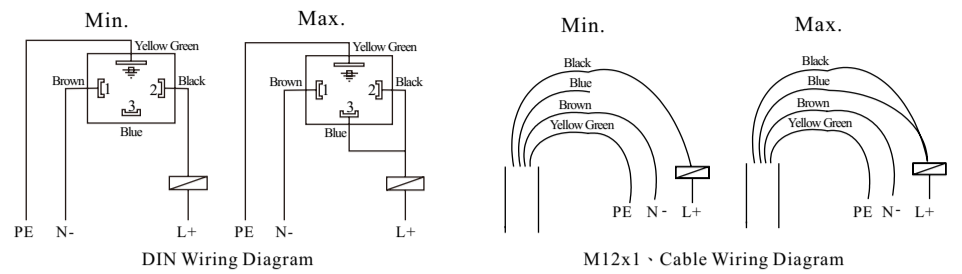 Min.
Yellow Green
Brown
1
2
Black
3
Blue
PE N- L+
Max.
Yellow Green
Brown
1
2
Black
3
Blue
PE N- L+
DIN Wiring Diagram
Min.
Black
Blue
Brown
Yellow Green
PE N- L+
Max.
Black
Blue
Brown
Yellow Green
PE N- L+
M12x1、Cable Wiring Diagram